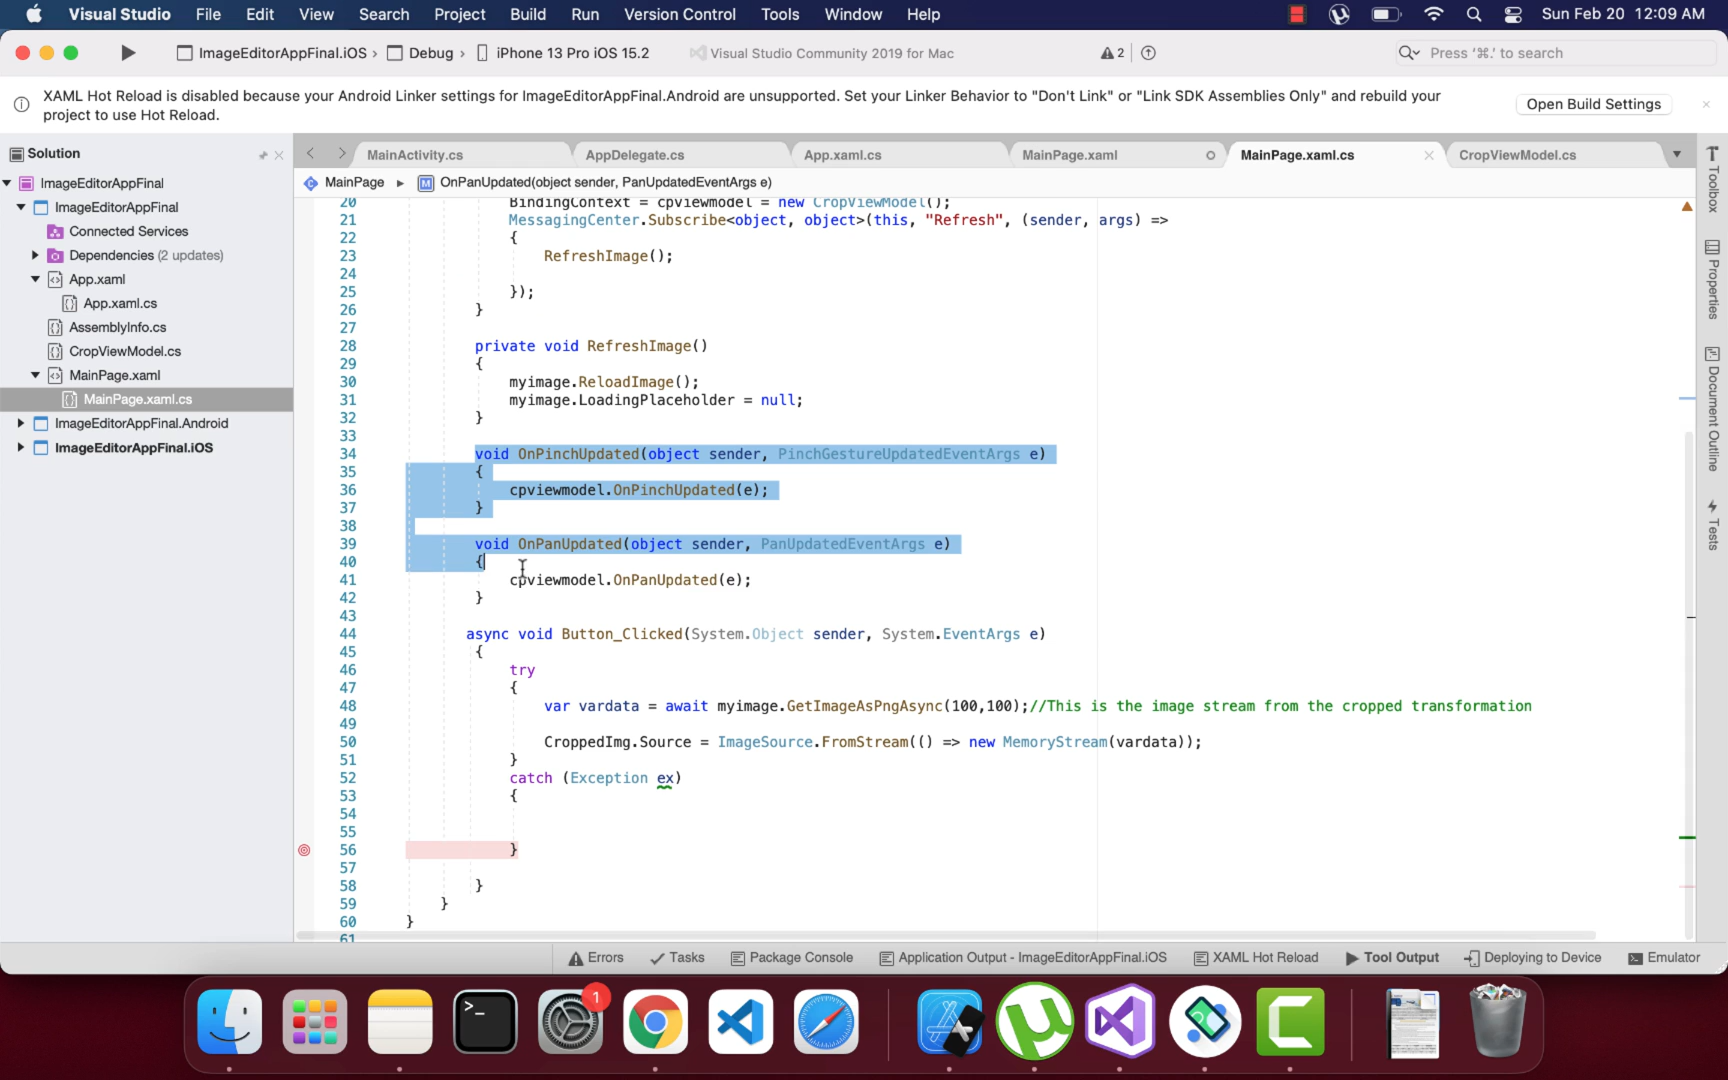 Visual Studio File Edit View Search Project Build Run Version Control Tools Window Help Sun Feb 20 12:09 AM
ImageEditorAppFinal.iOS › Debug › iPhone 13 Pro iOS 15.2 Visual Studio Community 2019 for Mac 2 Press '⌘.' to search
XAML Hot Reload is disabled because your Android Linker settings for ImageEditorAppFinal.Android are unsupported. Set your Linker Behavior to "Don't Link" or "Link SDK Assemblies Only" and rebuild your
project to use Hot Reload.
Open Build Settings
Solution
ImageEditorAppFinal
ImageEditorAppFinal
Connected Services
Dependencies (2 updates)
App.xaml
App.xaml.cs
AssemblyInfo.cs
CropViewModel.cs
MainPage.xaml
MainPage.xaml.cs
ImageEditorAppFinal.Android
ImageEditorAppFinal.iOS
MainActivity.cs AppDelegate.cs App.xaml.cs MainPage.xaml MainPage.xaml.cs CropViewModel.cs
MainPage OnPanUpdated(object sender, PanUpdatedEventArgs e)
20 BindingContext = cpviewmodel = new CropViewModel();
21 MessagingCenter.Subscribe<object, object>(this, "Refresh", (sender, args) =>
22 {
23 RefreshImage();
24
25 });
26 }
27
28 private void RefreshImage()
29 {
30 myimage.ReloadImage();
31 myimage.LoadingPlaceholder = null;
32 }
33
34 void OnPinchUpdated(object sender, PinchGestureUpdatedEventArgs e)
35 {
36 cpviewmodel.OnPinchUpdated(e);
37 }
38
39 void OnPanUpdated(object sender, PanUpdatedEventArgs e)
40 {
41 cpviewmodel.OnPanUpdated(e);
42 }
43
44 async void Button_Clicked(System.Object sender, System.EventArgs e)
45 {
46 try
47 {
48 var vardata = await myimage.GetImageAsPngAsync(100,100);//This is the image stream from the cropped transformation
49
50 CroppedImg.Source = ImageSource.FromStream(() => new MemoryStream(vardata));
51 }
52 catch (Exception ex)
53 {
54
55
56 }
57
58 }
59 }
60 }
61
Toolbox
Properties
Document Outline
Tests
Errors Tasks Package Console Application Output - ImageEditorAppFinal.iOS XAML Hot Reload Tool Output Deploying to Device Emulator
1